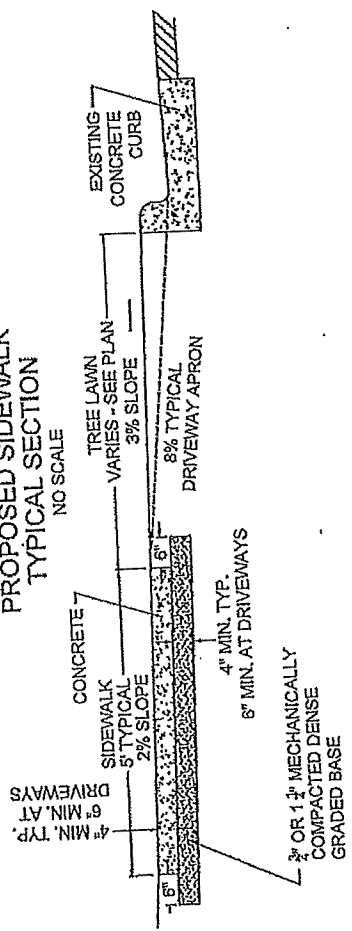 PROPOSED SIDEWALK
TYPICAL SECTION
NO SCALE
4" MIN. TYP.
6" MIN. AT
DRIVEWAYS
CONCRETE
SIDEWALK
5' TYPICAL
2% SLOPE
TREE LAWN
VARIES - SEE PLAN
3% SLOPE
EXISTING
CONCRETE
CURB
6"
6"
8% TYPICAL
DRIVEWAY APRON
4" MIN. TYP.
6" MIN. AT DRIVEWAYS
3/4" OR 1 1/4" MECHANICALLY
COMPACTED DENSE
GRADED BASE